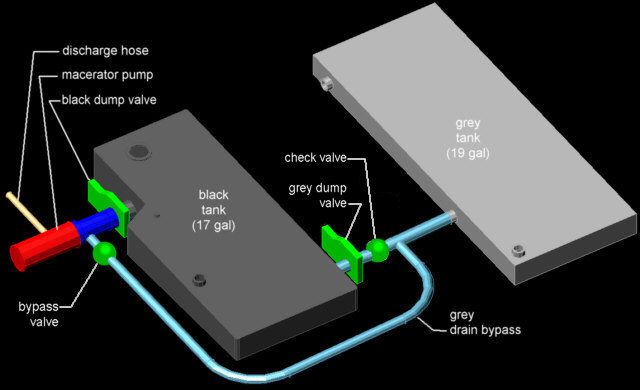 discharge hose
macerator pump
black dump valve
black
tank
(17 gal)
grey
tank
(19 gal)
check valve
grey dump
valve
bypass
valve
grey
drain bypass